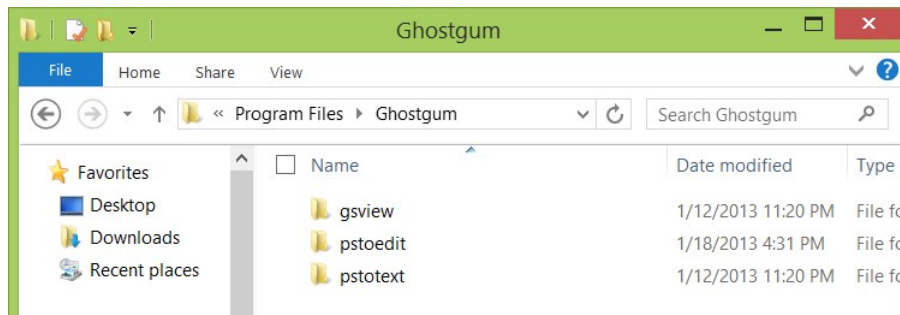 Ghostgum
File Home Share View
« Program Files Ghostgum Search Ghostgum
Favorites
Desktop
Downloads
Recent places
Name Date modified Type
gsview 1/12/2013 11:20 PM File fo
pstoedit 1/18/2013 4:31 PM File fo
pstotext 1/12/2013 11:20 PM File fo